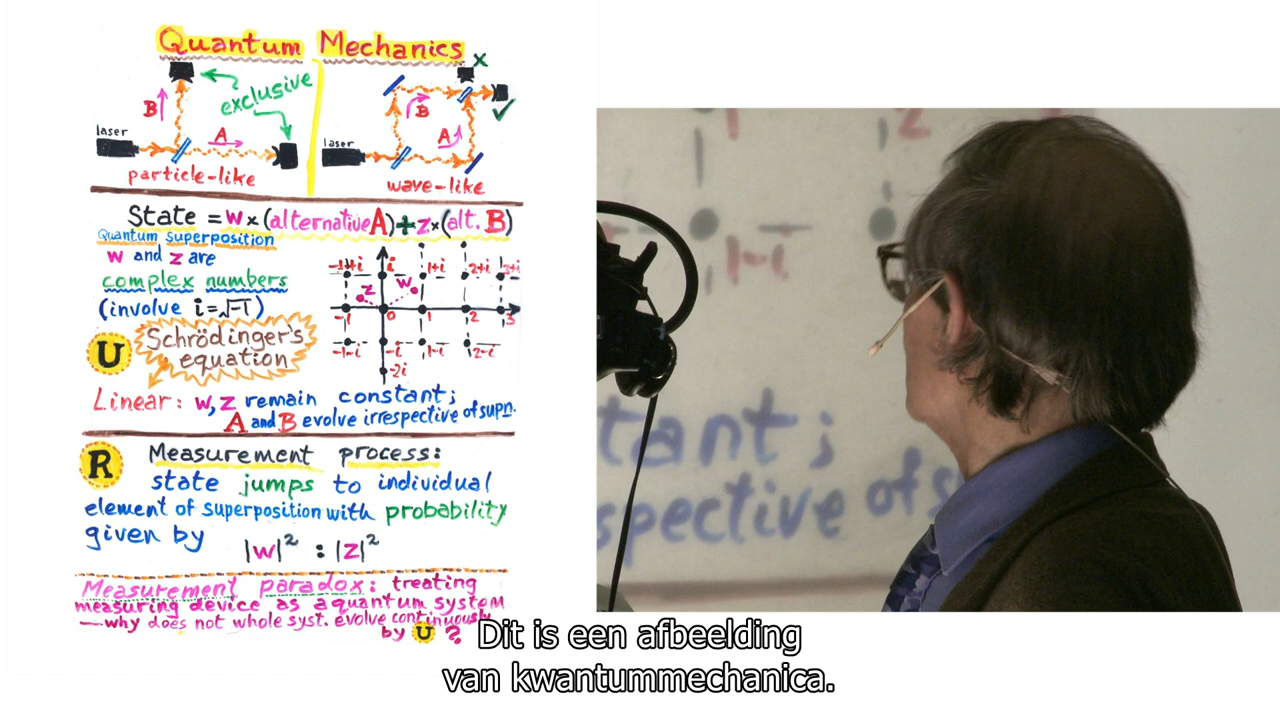 Quantum Mechanics
exclusive
B
laser
A
particle-like
x
B
A
laser
wave-like
✓
State = w × (alternative A) + z × (alt. B)
Quantum superposition
w and z are
complex numbers
(involve i = √-1)
-1+i i 1+i 2+i 3+i
z w
-1 0 1 2 3
-1-i -i 1-i 2-i
-2i
U Schrödinger's
equation
Linear: w, z remain constant;
A and B evolve irrespective of supn.
R Measurement process:
state jumps to individual
element of superposition with probability
given by
|w|² : |z|²
Measurement paradox: treating
measuring device as a quantum system
—why does not whole syst. evolve continuously
by U ?
2
1-i
tant;
spective of s
Dit is een afbeelding
van kwantummechanica.